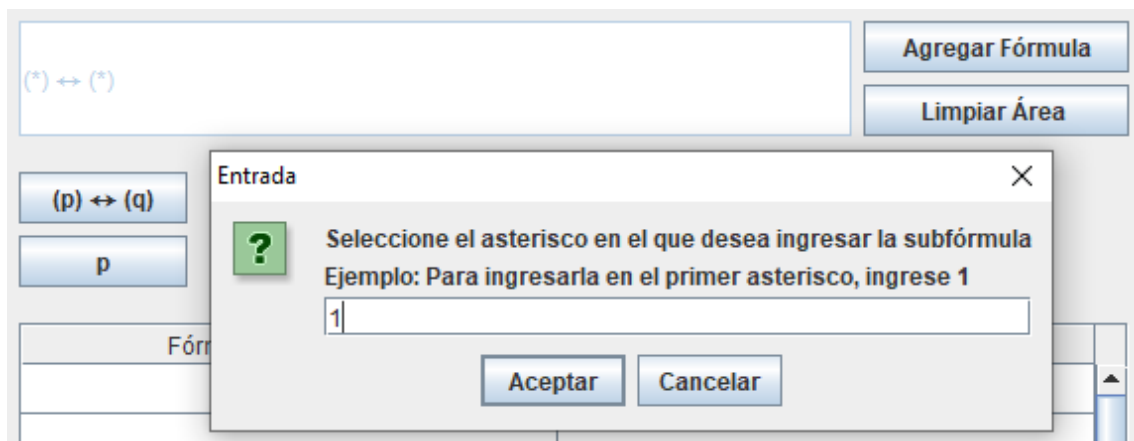 (*) ↔ (*)
Agregar Fórmula
Limpiar Área
(p) ↔ (q)
p
Entrada
Seleccione el asterisco en el que desea ingresar la subfórmula
Ejemplo: Para ingresarla en el primer asterisco, ingrese 1
1
Aceptar
Cancelar